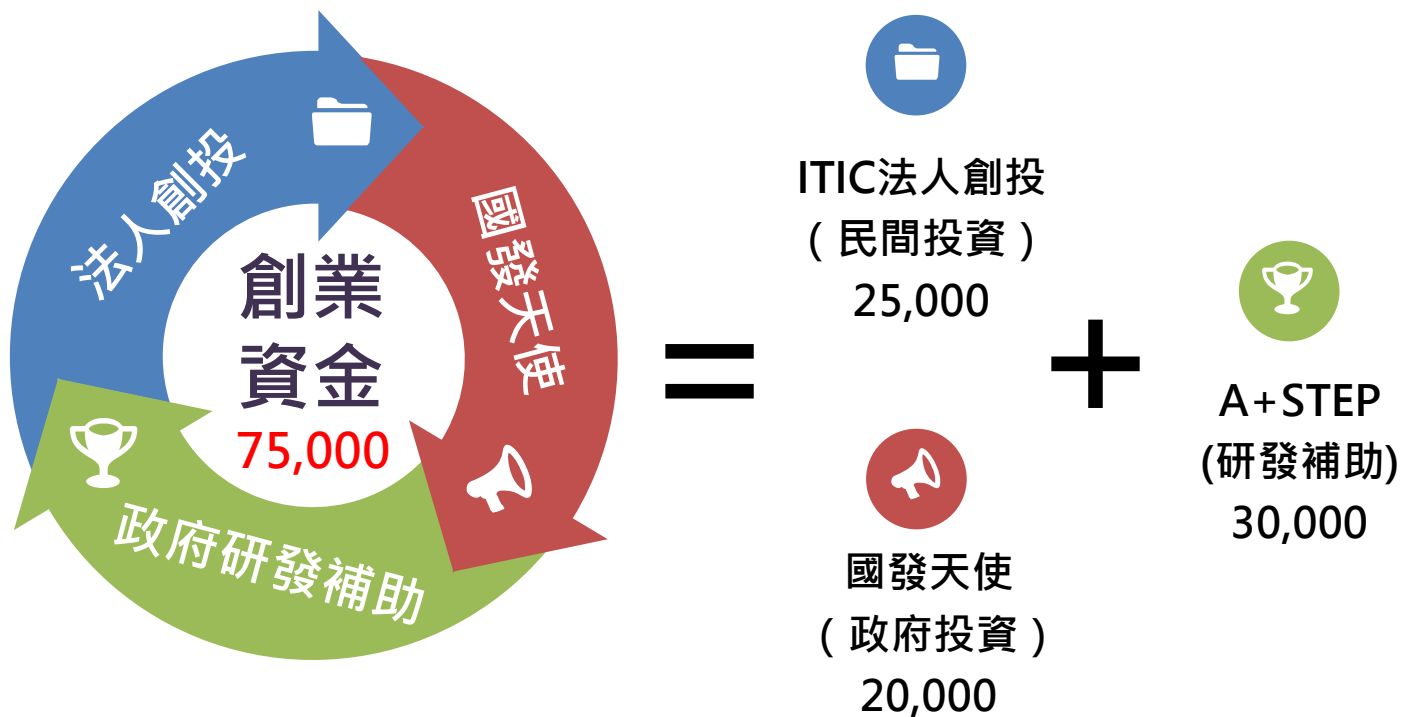 法人創投
國發天使
政府研發補助
創業
資金
75,000
=
ITIC法人創投
（民間投資）
25,000
國發天使
（政府投資）
20,000
+
A+STEP
(研發補助)
30,000